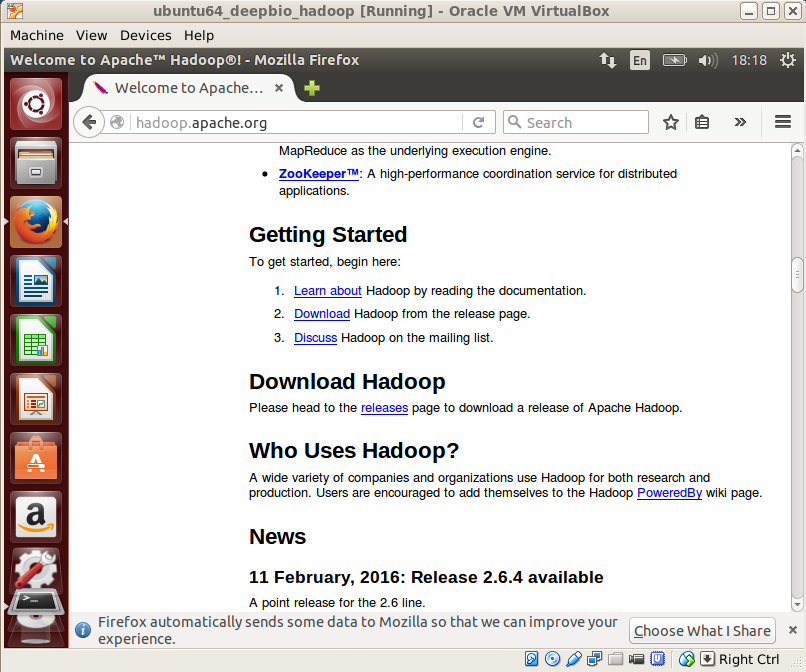 ubuntu64_deepbio_hadoop [Running] - Oracle VM VirtualBox
Machine View Devices Help
Welcome to Apache™ Hadoop®! - Mozilla Firefox En 18:18
Welcome to Apache…
hadoop.apache.org Search
MapReduce as the underlying execution engine.
• ZooKeeper™: A high-performance coordination service for distributed
applications.
Getting Started
To get started, begin here:
1. Learn about Hadoop by reading the documentation.
2. Download Hadoop from the release page.
3. Discuss Hadoop on the mailing list.
Download Hadoop
Please head to the releases page to download a release of Apache Hadoop.
Who Uses Hadoop?
A wide variety of companies and organizations use Hadoop for both research and
production. Users are encouraged to add themselves to the Hadoop PoweredBy wiki page.
News
11 February, 2016: Release 2.6.4 available
A point release for the 2.6 line.
Firefox automatically sends some data to Mozilla so that we can improve your
experience.
Choose What I Share
Right Ctrl